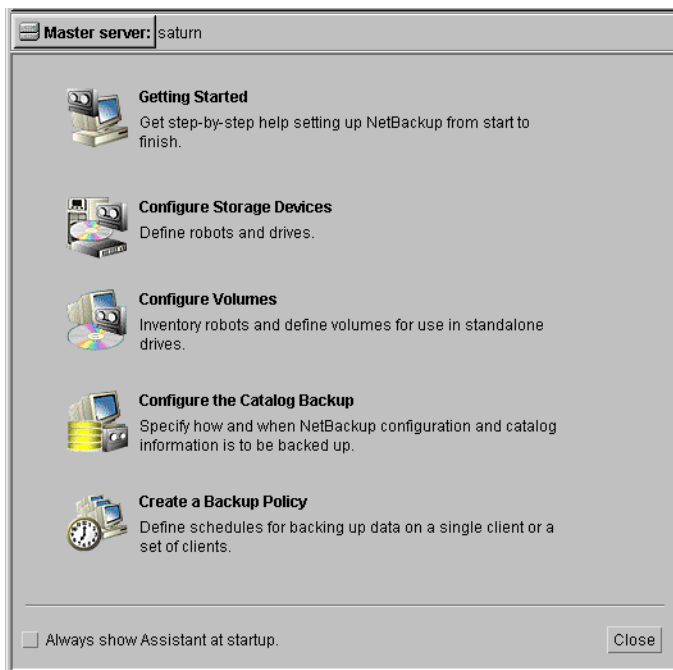 Master server: saturn
Getting Started
Get step-by-step help setting up NetBackup from start to
finish.
Configure Storage Devices
Define robots and drives.
Configure Volumes
Inventory robots and define volumes for use in standalone
drives.
Configure the Catalog Backup
Specify how and when NetBackup configuration and catalog
information is to be backed up.
Create a Backup Policy
Define schedules for backing up data on a single client or a
set of clients.
Always show Assistant at startup.
Close